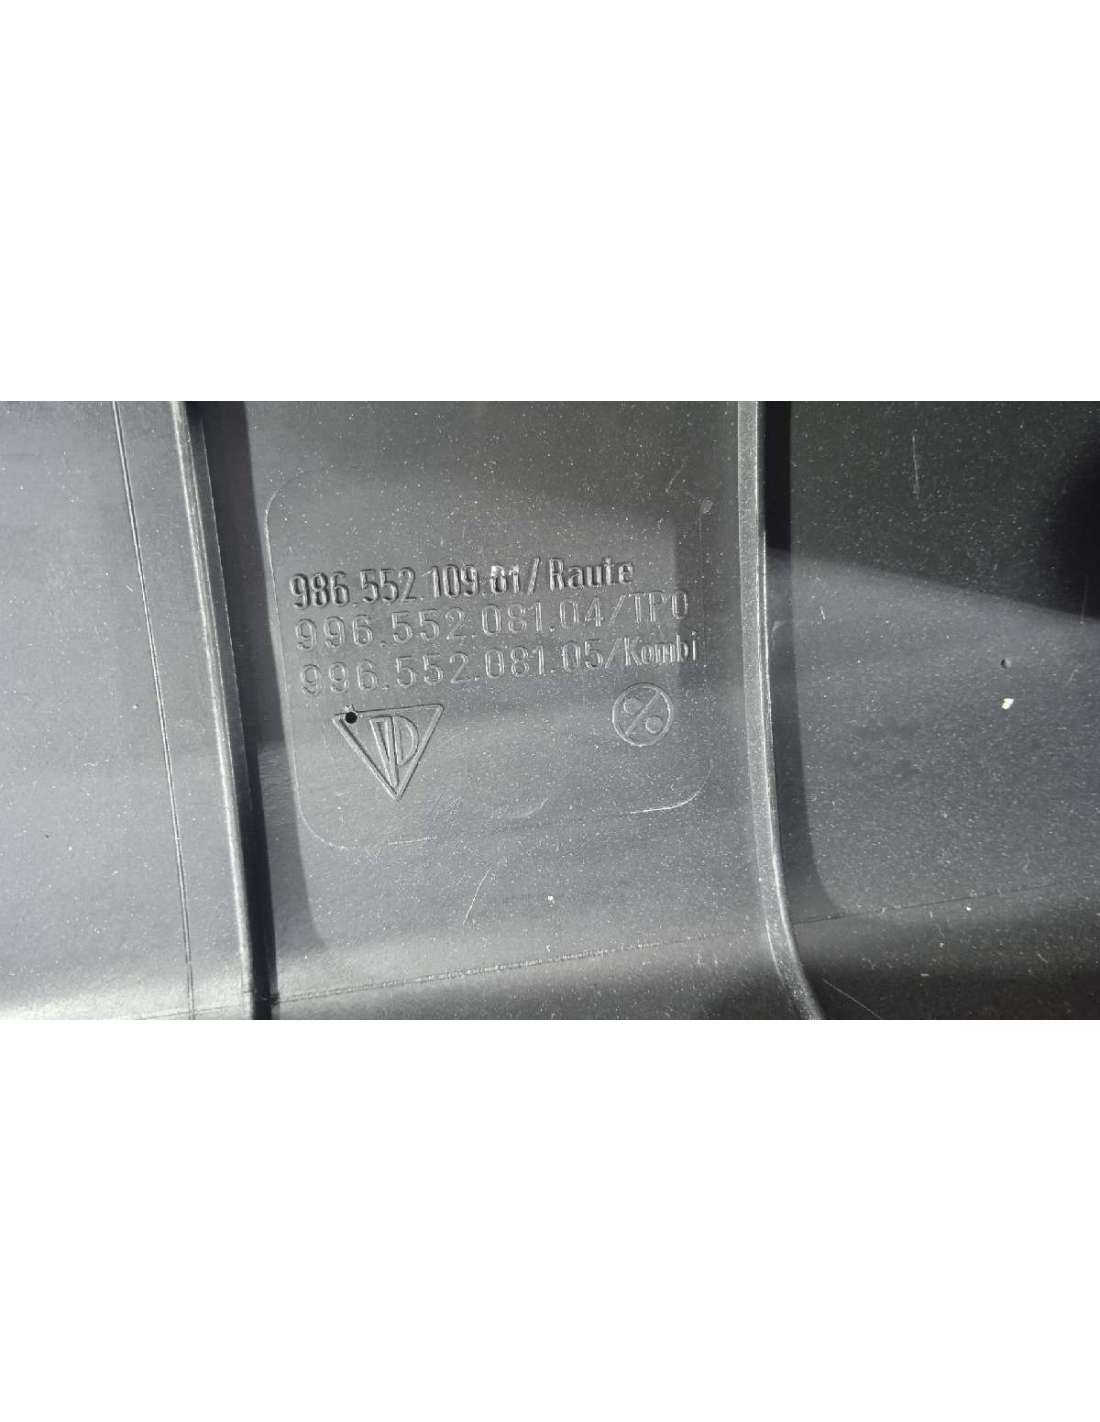 986.552.109.01/Raute
996.552.081.04/TPO
996.552.081.05/Kombi